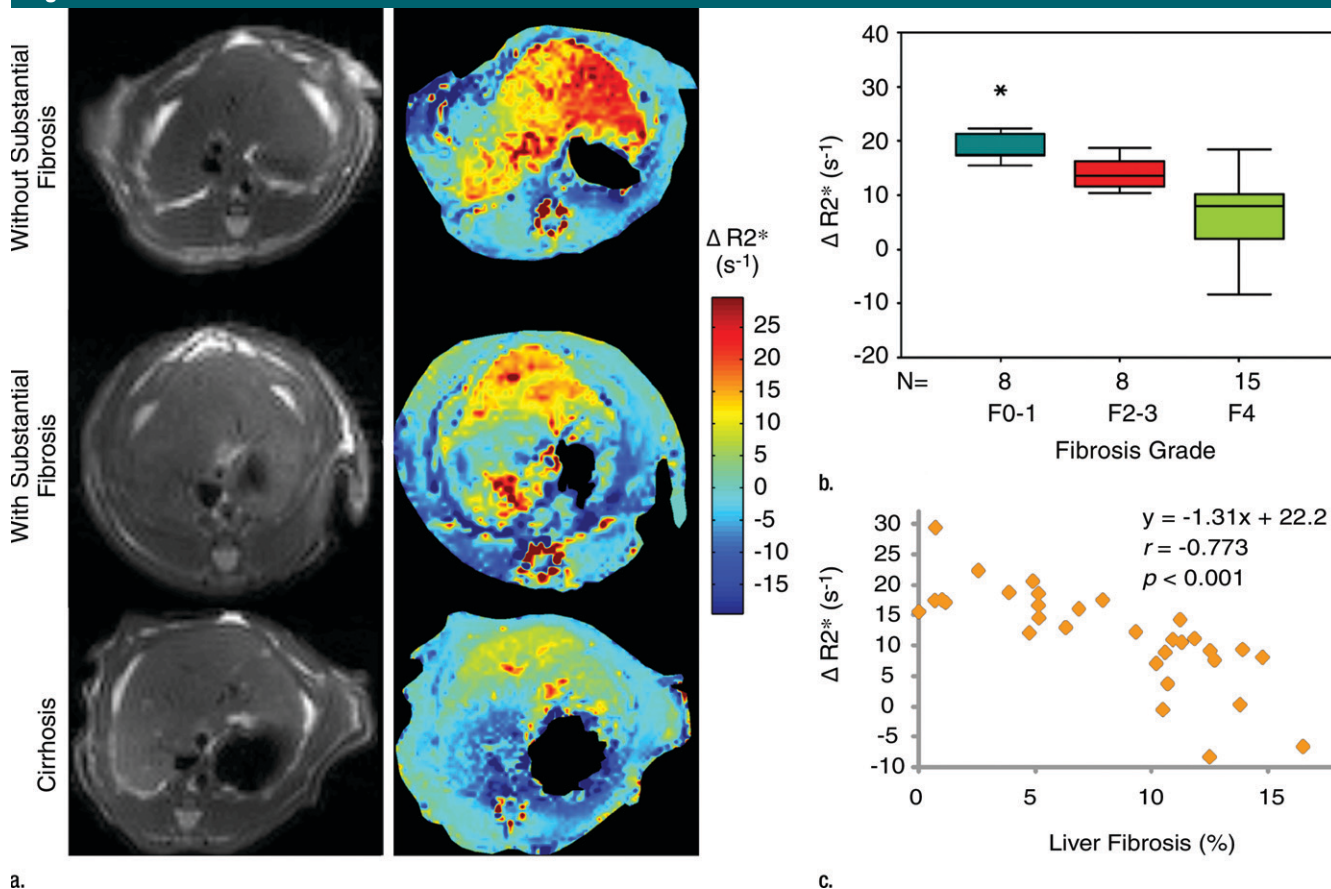 Without Substantial
Fibrosis
With Substantial
Fibrosis
Cirrhosis
Δ R2*
(s-1)
25
20
15
10
5
0
-5
-10
-15
a.
40
30
20
10
0
-10
-20
Δ R2* (s-1)
*
N= 8 8 15
F0-1 F2-3 F4
Fibrosis Grade
b.
y = -1.31x + 22.2
r = -0.773
p < 0.001
30
25
20
15
10
5
0
-5
-10
Δ R2* (s-1)
0 5 10 15
Liver Fibrosis (%)
c.